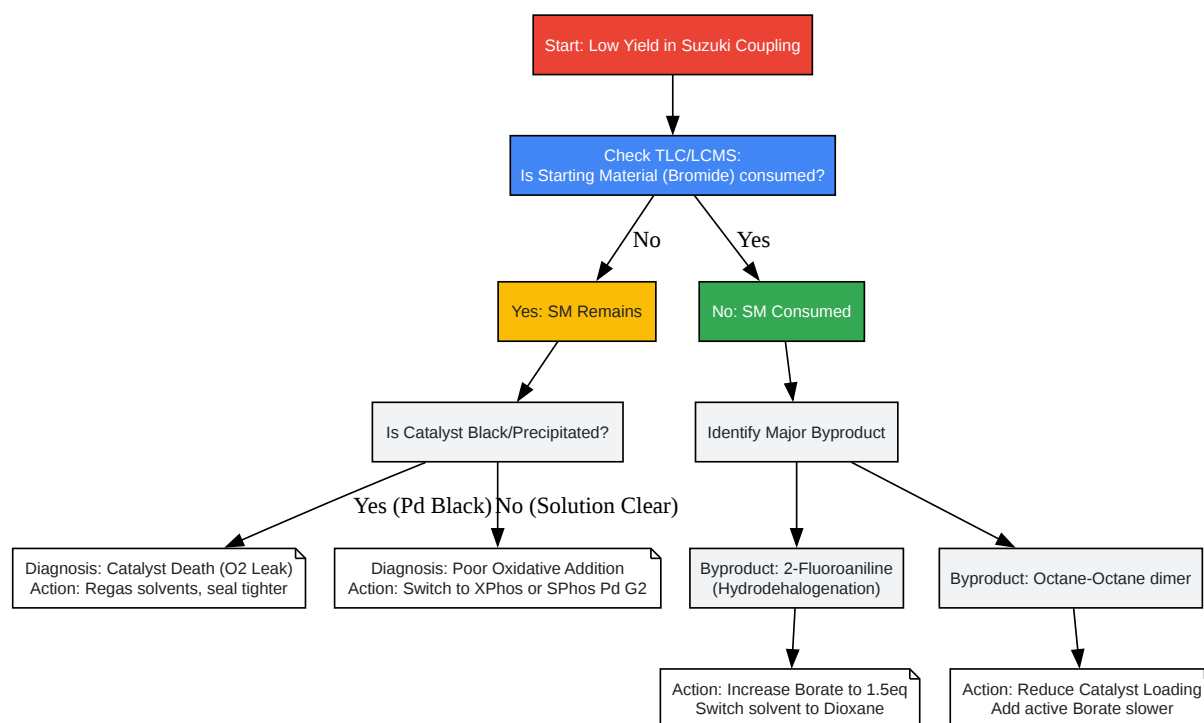 Start: Low Yield in Suzuki Coupling
Check TLC/LCMS:
Is Starting Material (Bromide) consumed?
No
Yes
Yes: SM Remains
No: SM Consumed
Is Catalyst Black/Precipitated?
Identify Major Byproduct
Yes (Pd Black)
No (Solution Clear)
Diagnosis: Catalyst Death (O2 Leak)
Action: Regas solvents, seal tighter
Diagnosis: Poor Oxidative Addition
Action: Switch to XPhos or SPhos Pd G2
Byproduct: 2-Fluoroaniline
(Hydrodehalogenation)
Byproduct: Octane-Octane dimer
Action: Increase Borate to 1.5eq
Switch solvent to Dioxane
Action: Reduce Catalyst Loading
Add active Borate slower